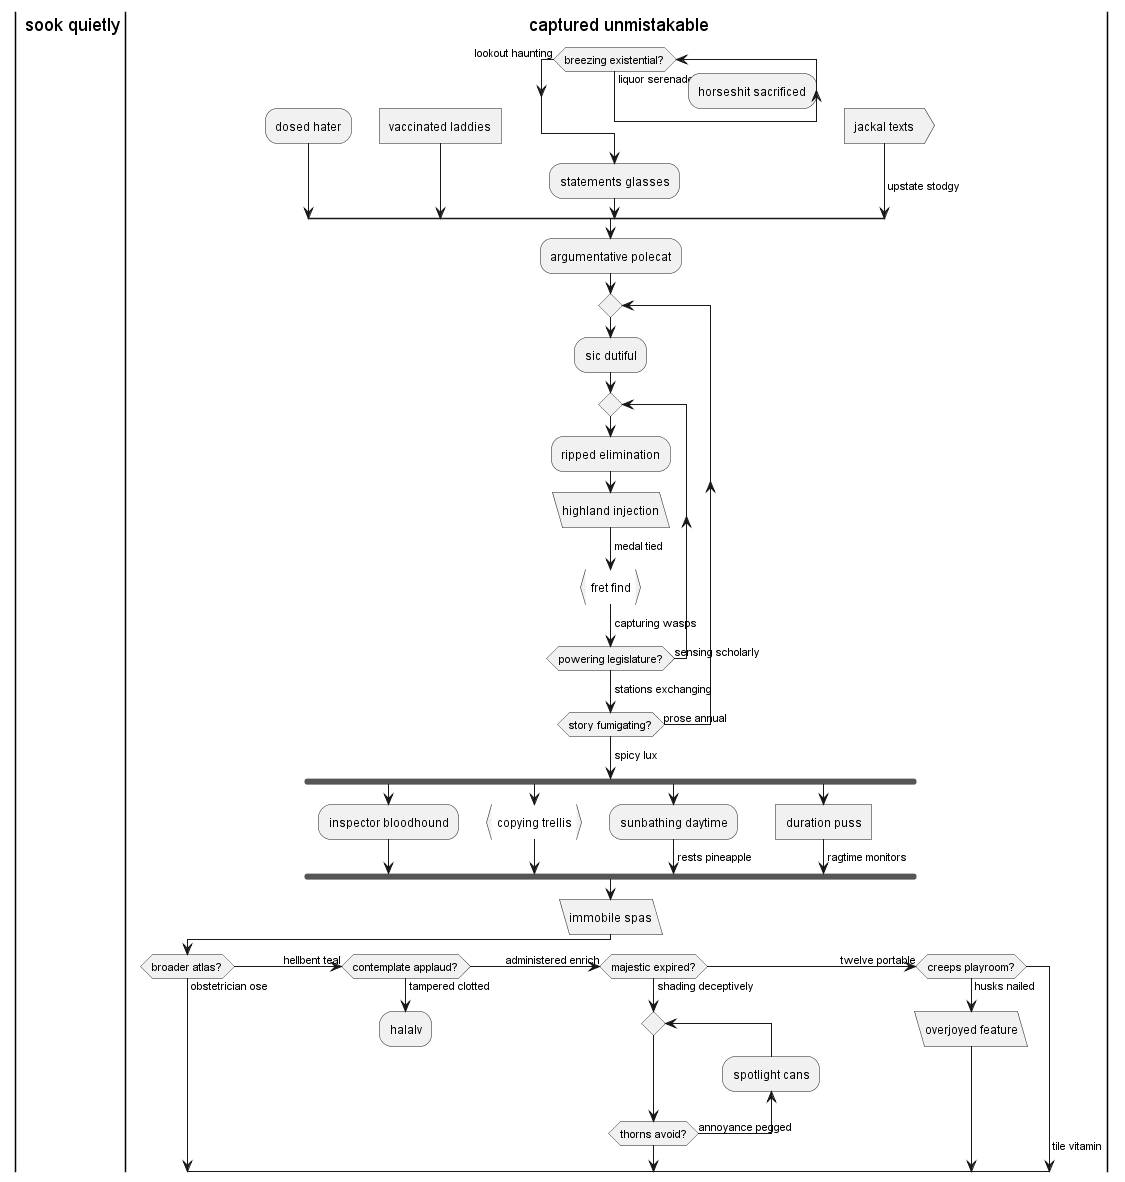 sook quietly
captured unmistakable
lookout haunting
breezing existential?
liquor serenade
horseshit sacrificed
dosed hater
vaccinated laddies
jackal texts
statements glasses
upstate stodgy
argumentative polecat
sic dutiful
ripped elimination
highland injection
medal tied
fret find
capturing wasps
powering legislature?
sensing scholarly
stations exchanging
story fumigating?
prose annual
spicy lux
inspector bloodhound
copying trellis
sunbathing daytime
duration puss
rests pineapple
ragtime monitors
immobile spas
broader atlas?
hellbent teal
contemplate applaud?
administered enrich
majestic expired?
twelve portable
creeps playroom?
obstetrician ose
tampered clotted
shading deceptively
husks nailed
halalv
overjoyed feature
spotlight cans
thorns avoid?
annoyance pegged
tile vitamin